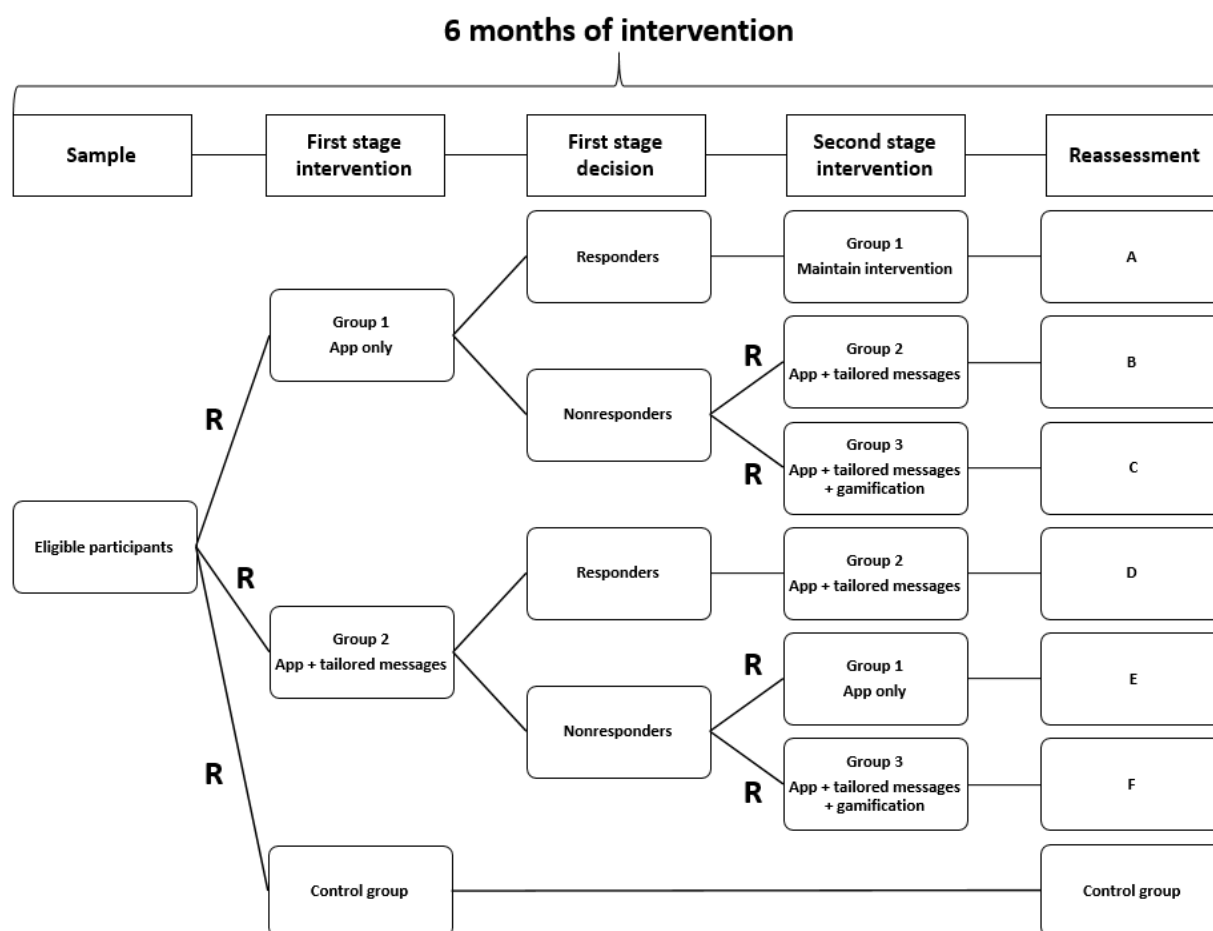 6 months of intervention
Sample
First stage
intervention
First stage
decision
Second stage
intervention
Reassessment
Responders
Group 1
Maintain intervention
A
Group 1
App only
R
Group 2
App + tailored messages
B
Nonresponders
R
Group 3
App + tailored messages
+ gamification
C
R
Eligible participants
Responders
Group 2
App + tailored messages
D
R
Group 2
App + tailored messages
R
Group 1
App only
E
Nonresponders
R
Group 3
App + tailored messages
+ gamification
F
R
Control group
Control group